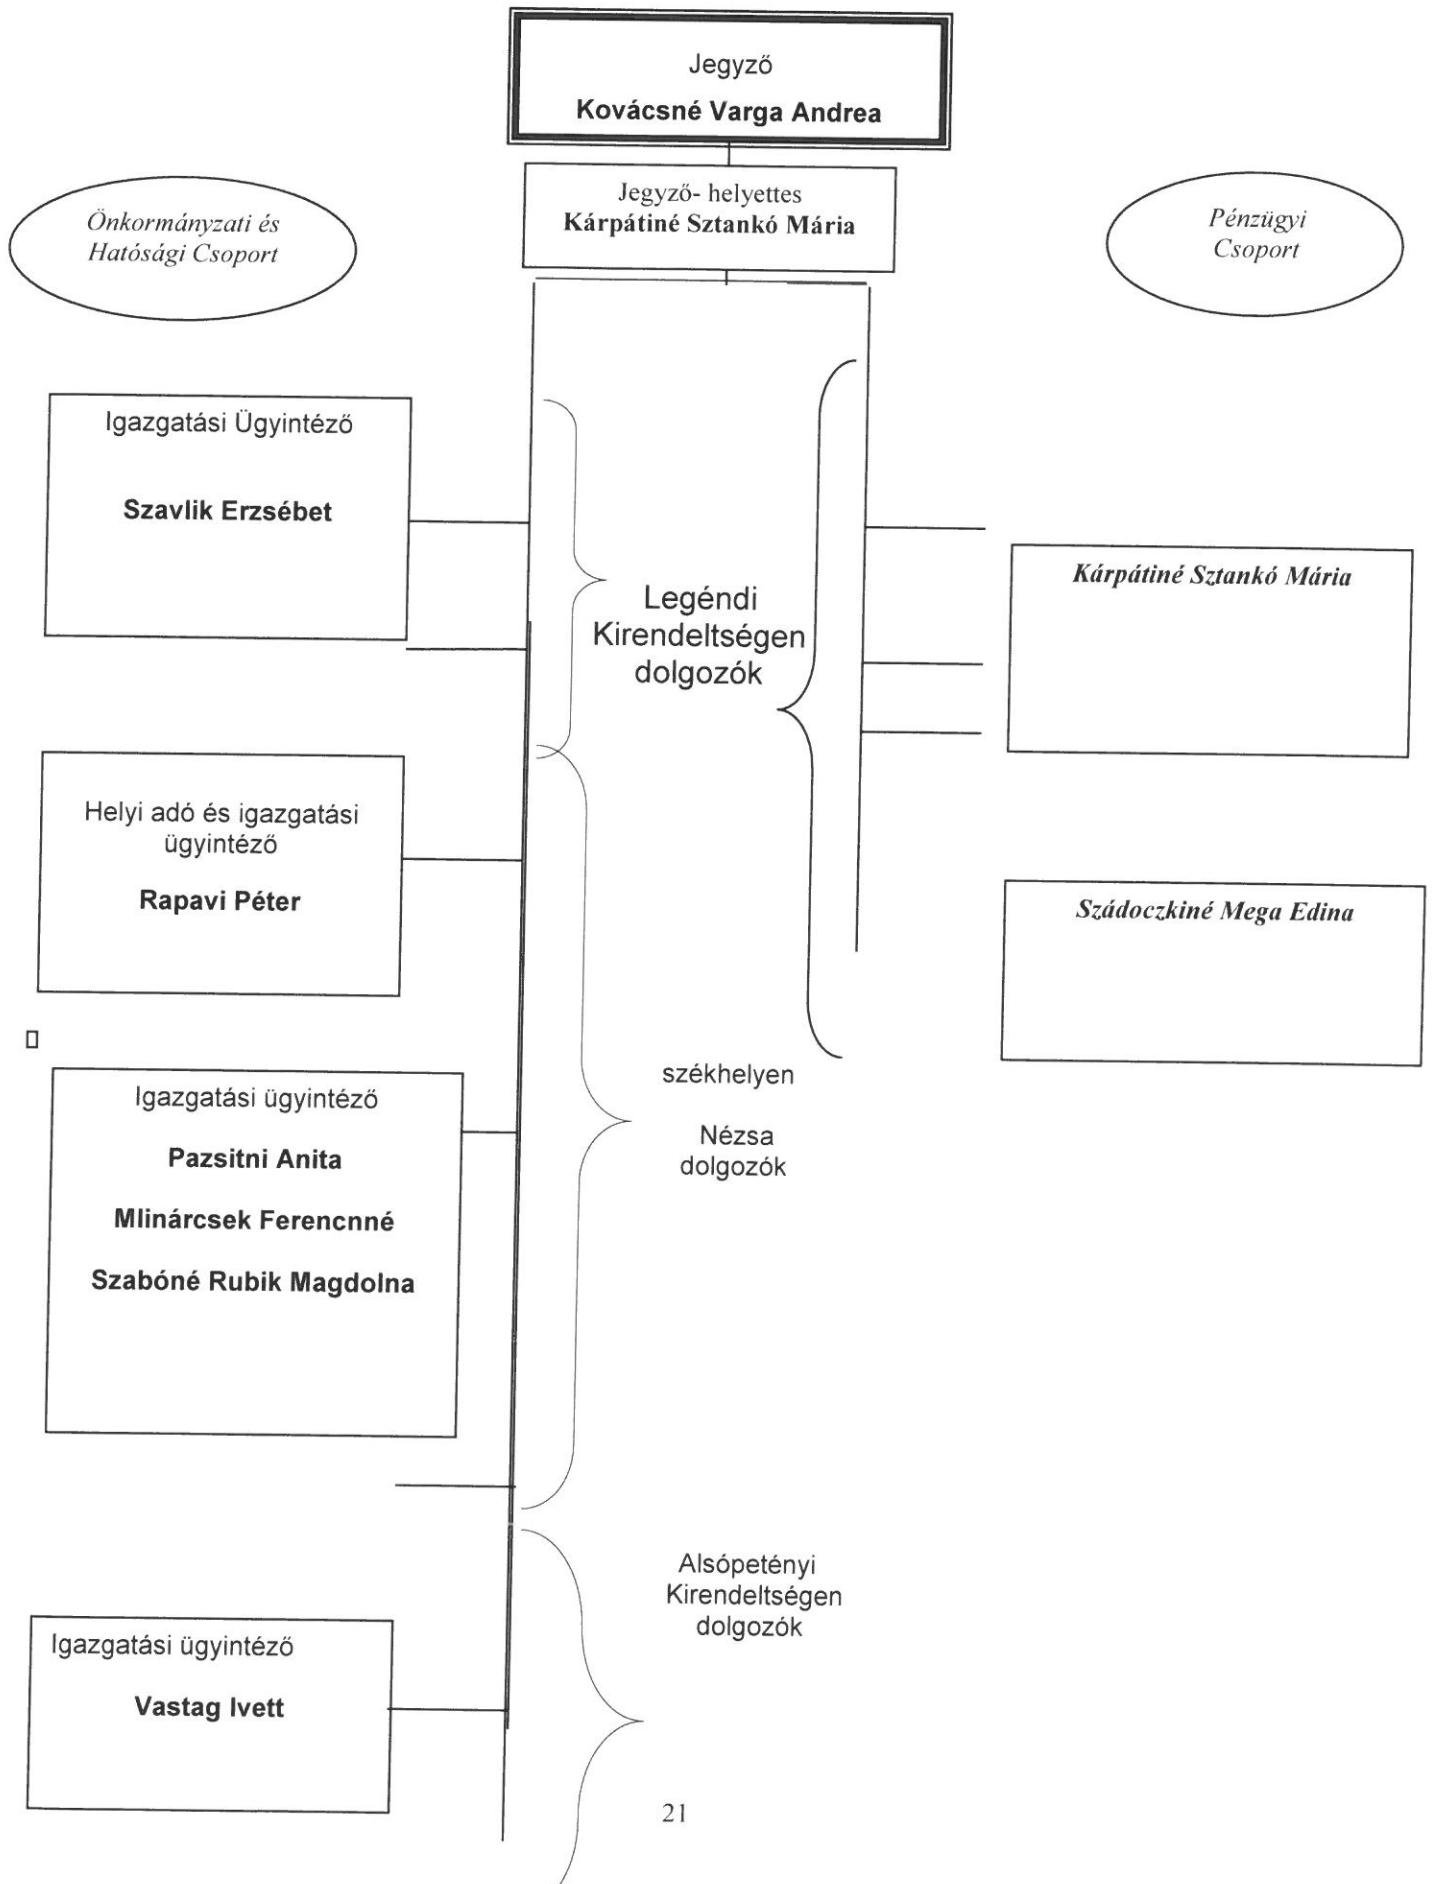 Jegyző
Kovácsné Varga Andrea
Jegyző- helyettes
Kárpátiné Sztankó Mária
Önkormányzati és
Hatósági Csoport
Pénzügyi
Csoport
Igazgatási Ügyintéző
Szavlik Erzsébet
Legéndi
Kirendeltségen
dolgozók
Kárpátiné Sztankó Mária
Helyi adó és igazgatási
ügyintéző
Rapavi Péter
Szádoczkiné Mega Edina
székhelyen
Nézsa
dolgozók
Igazgatási ügyintéző
Pazsitni Anita
Mlinárcsek Ferencnné
Szabóné Rubik Magdolna
Alsópetényi
Kirendeltségen
dolgozók
Igazgatási ügyintéző
Vastag Ivett
21